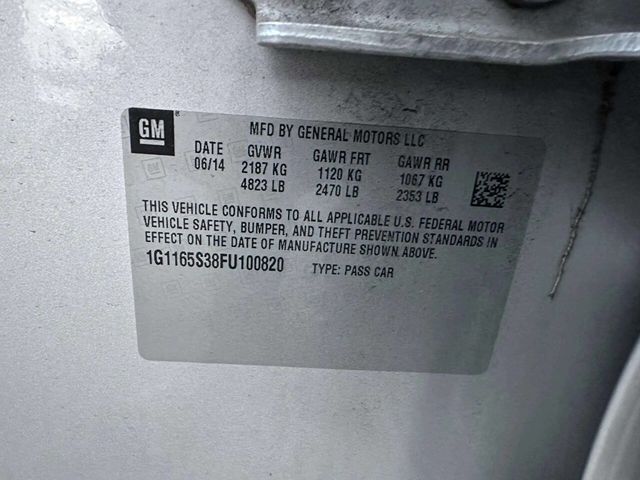 GM ®
MFD BY GENERAL MOTORS LLC
DATE GVWR GAWR FRT GAWR RR
06/14 2187 KG 1120 KG 1067 KG
4823 LB 2470 LB 2353 LB
THIS VEHICLE CONFORMS TO ALL APPLICABLE U.S. FEDERAL MOTOR
VEHICLE SAFETY, BUMPER, AND THEFT PREVENTION STANDARDS IN
EFFECT ON THE DATE OF MANUFACTURE SHOWN ABOVE.
1G1165S38FU100820 TYPE: PASS CAR